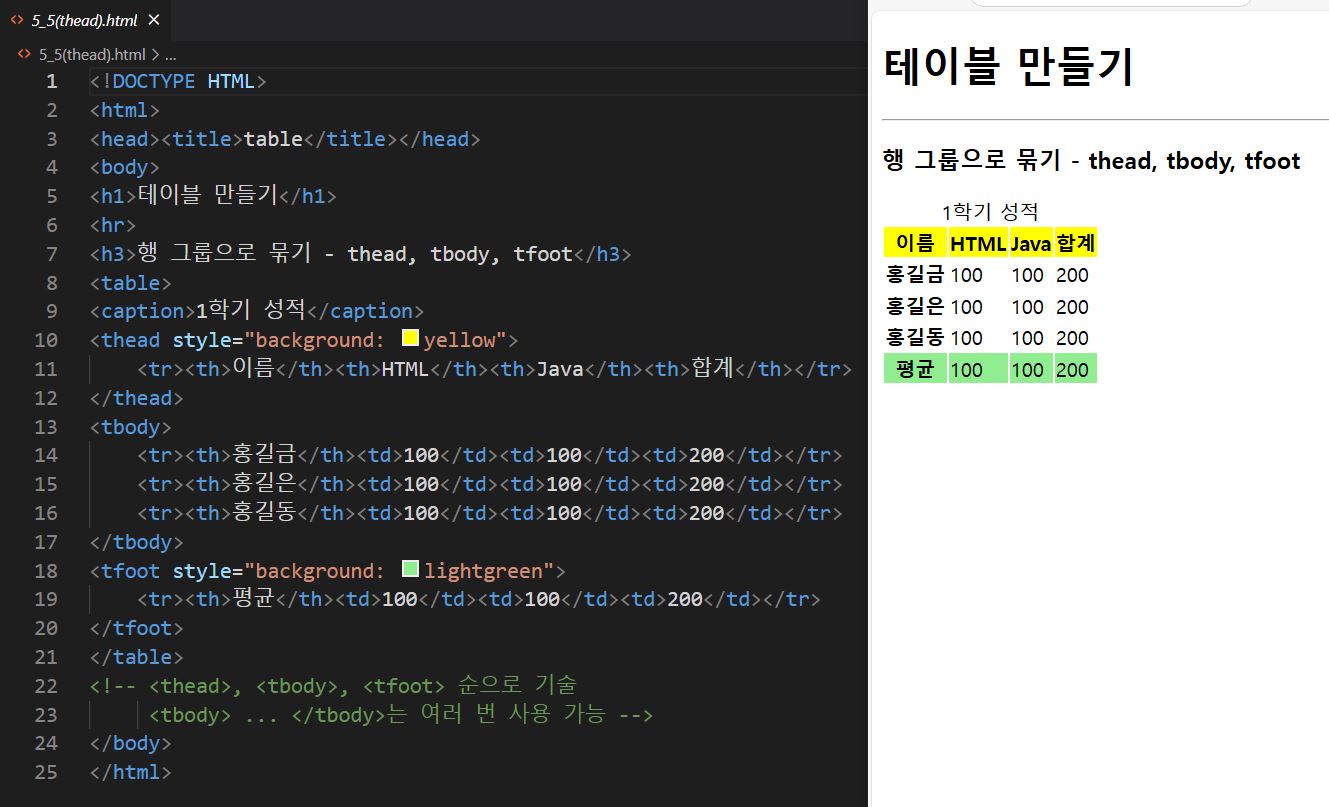 5_5(thead).html ×
5_5(thead).html > ...
1 <!DOCTYPE HTML>
2 <html>
3 <head><title>table</title></head>
4 <body>
5 <h1>테이블 만들기</h1>
6 <hr>
7 <h3>행 그룹으로 묶기 - thead, tbody, tfoot</h3>
8 <table>
9 <caption>1학기 성적</caption>
10 <thead style="background: yellow">
11 <tr><th>이름</th><th>HTML</th><th>Java</th><th>합계</th></tr>
12 </thead>
13 <tbody>
14 <tr><th>홍길금</th><td>100</td><td>100</td><td>200</td></tr>
15 <tr><th>홍길은</th><td>100</td><td>100</td><td>200</td></tr>
16 <tr><th>홍길동</th><td>100</td><td>100</td><td>200</td></tr>
17 </tbody>
18 <tfoot style="background: lightgreen">
19 <tr><th>평균</th><td>100</td><td>100</td><td>200</td></tr>
20 </tfoot>
21 </table>
22 <!-- <thead>, <tbody>, <tfoot> 순으로 기술
23 <tbody> ... </tbody>는 여러 번 사용 가능 -->
24 </body>
25 </html>
테이블 만들기
행 그룹으로 묶기 - thead, tbody, tfoot
1학기 성적
이름 HTML Java 합계
홍길금 100 100 200
홍길은 100 100 200
홍길동 100 100 200
평균 100 100 200